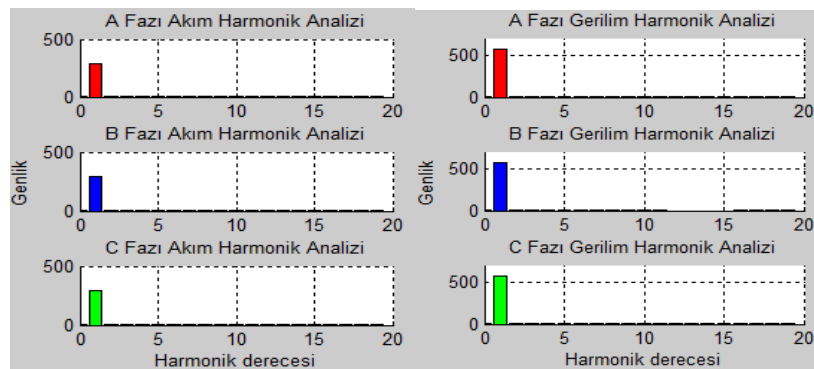 A Fazı Akım Harmonik Analizi
500
0
0 5 10 15 20
B Fazı Akım Harmonik Analizi
500
0
0 5 10 15 20
C Fazı Akım Harmonik Analizi
500
0
0 5 10 15 20
Genlik
Harmonik derecesi
A Fazı Gerilim Harmonik Analizi
500
0
0 5 10 15 20
B Fazı Gerilim Harmonik Analizi
500
0
0 5 10 15 20
C Fazı Gerilim Harmonik Analizi
500
0
0 5 10 15 20
Genlik
Harmonik derecesi